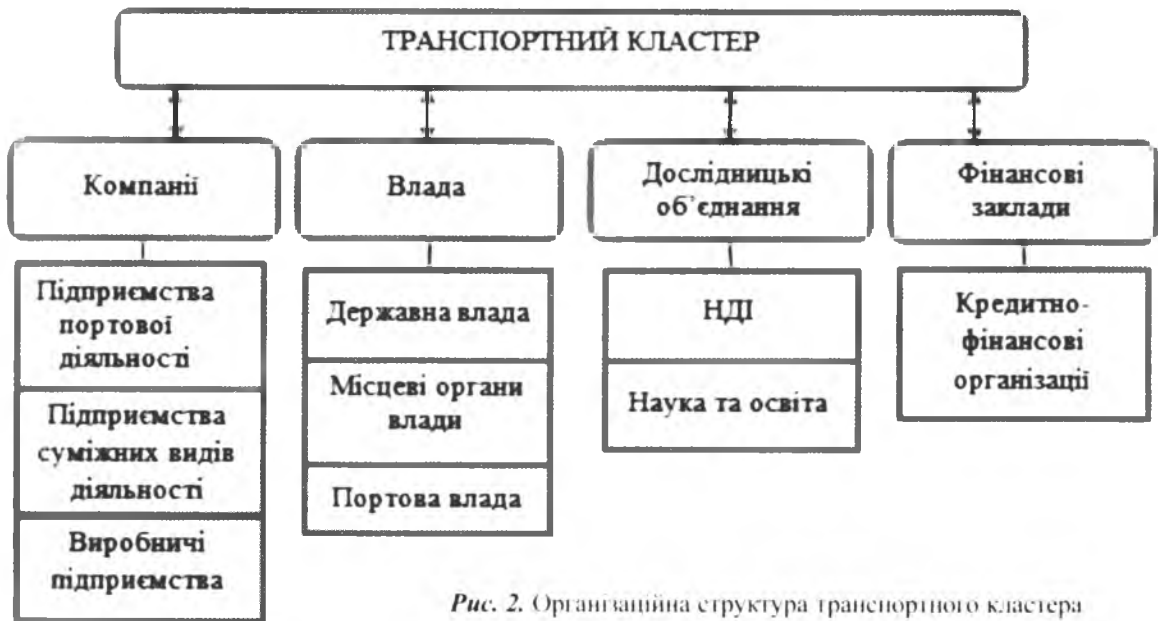 ТРАНСПОРТНИЙ КЛАСТЕР
Компанії
Влада
Дослідницькі
об’єднання
Фінансові
заклади
Підприємства
портової
діяльності
Підприємства
суміжних видів
діяльності
Виробничі
підприємства
Державна влада
Місцеві органи
влади
Портова влада
НДІ
Наука та освіта
Кредитно-
фінансові
організації
Рис. 2. Організаційна структура транспортного кластера